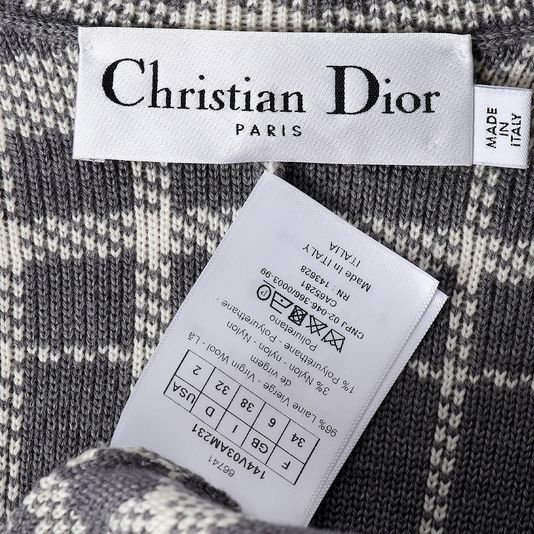 Christian Dior
PARIS
MADE
IN
ITALY
66741
144V03AM231
F GB I D USA
34 6 38 32 2
96% Laine Vierge - Virgin Wool - Lã
de virgem
3% Nylon - Nylon - Nylon
1% Polyurethane - Polyurethane -
Poliuretano
CNPJ 02-046-366/0003-99
CA65281
RN : 143628
Made In ITALY
ITALIA